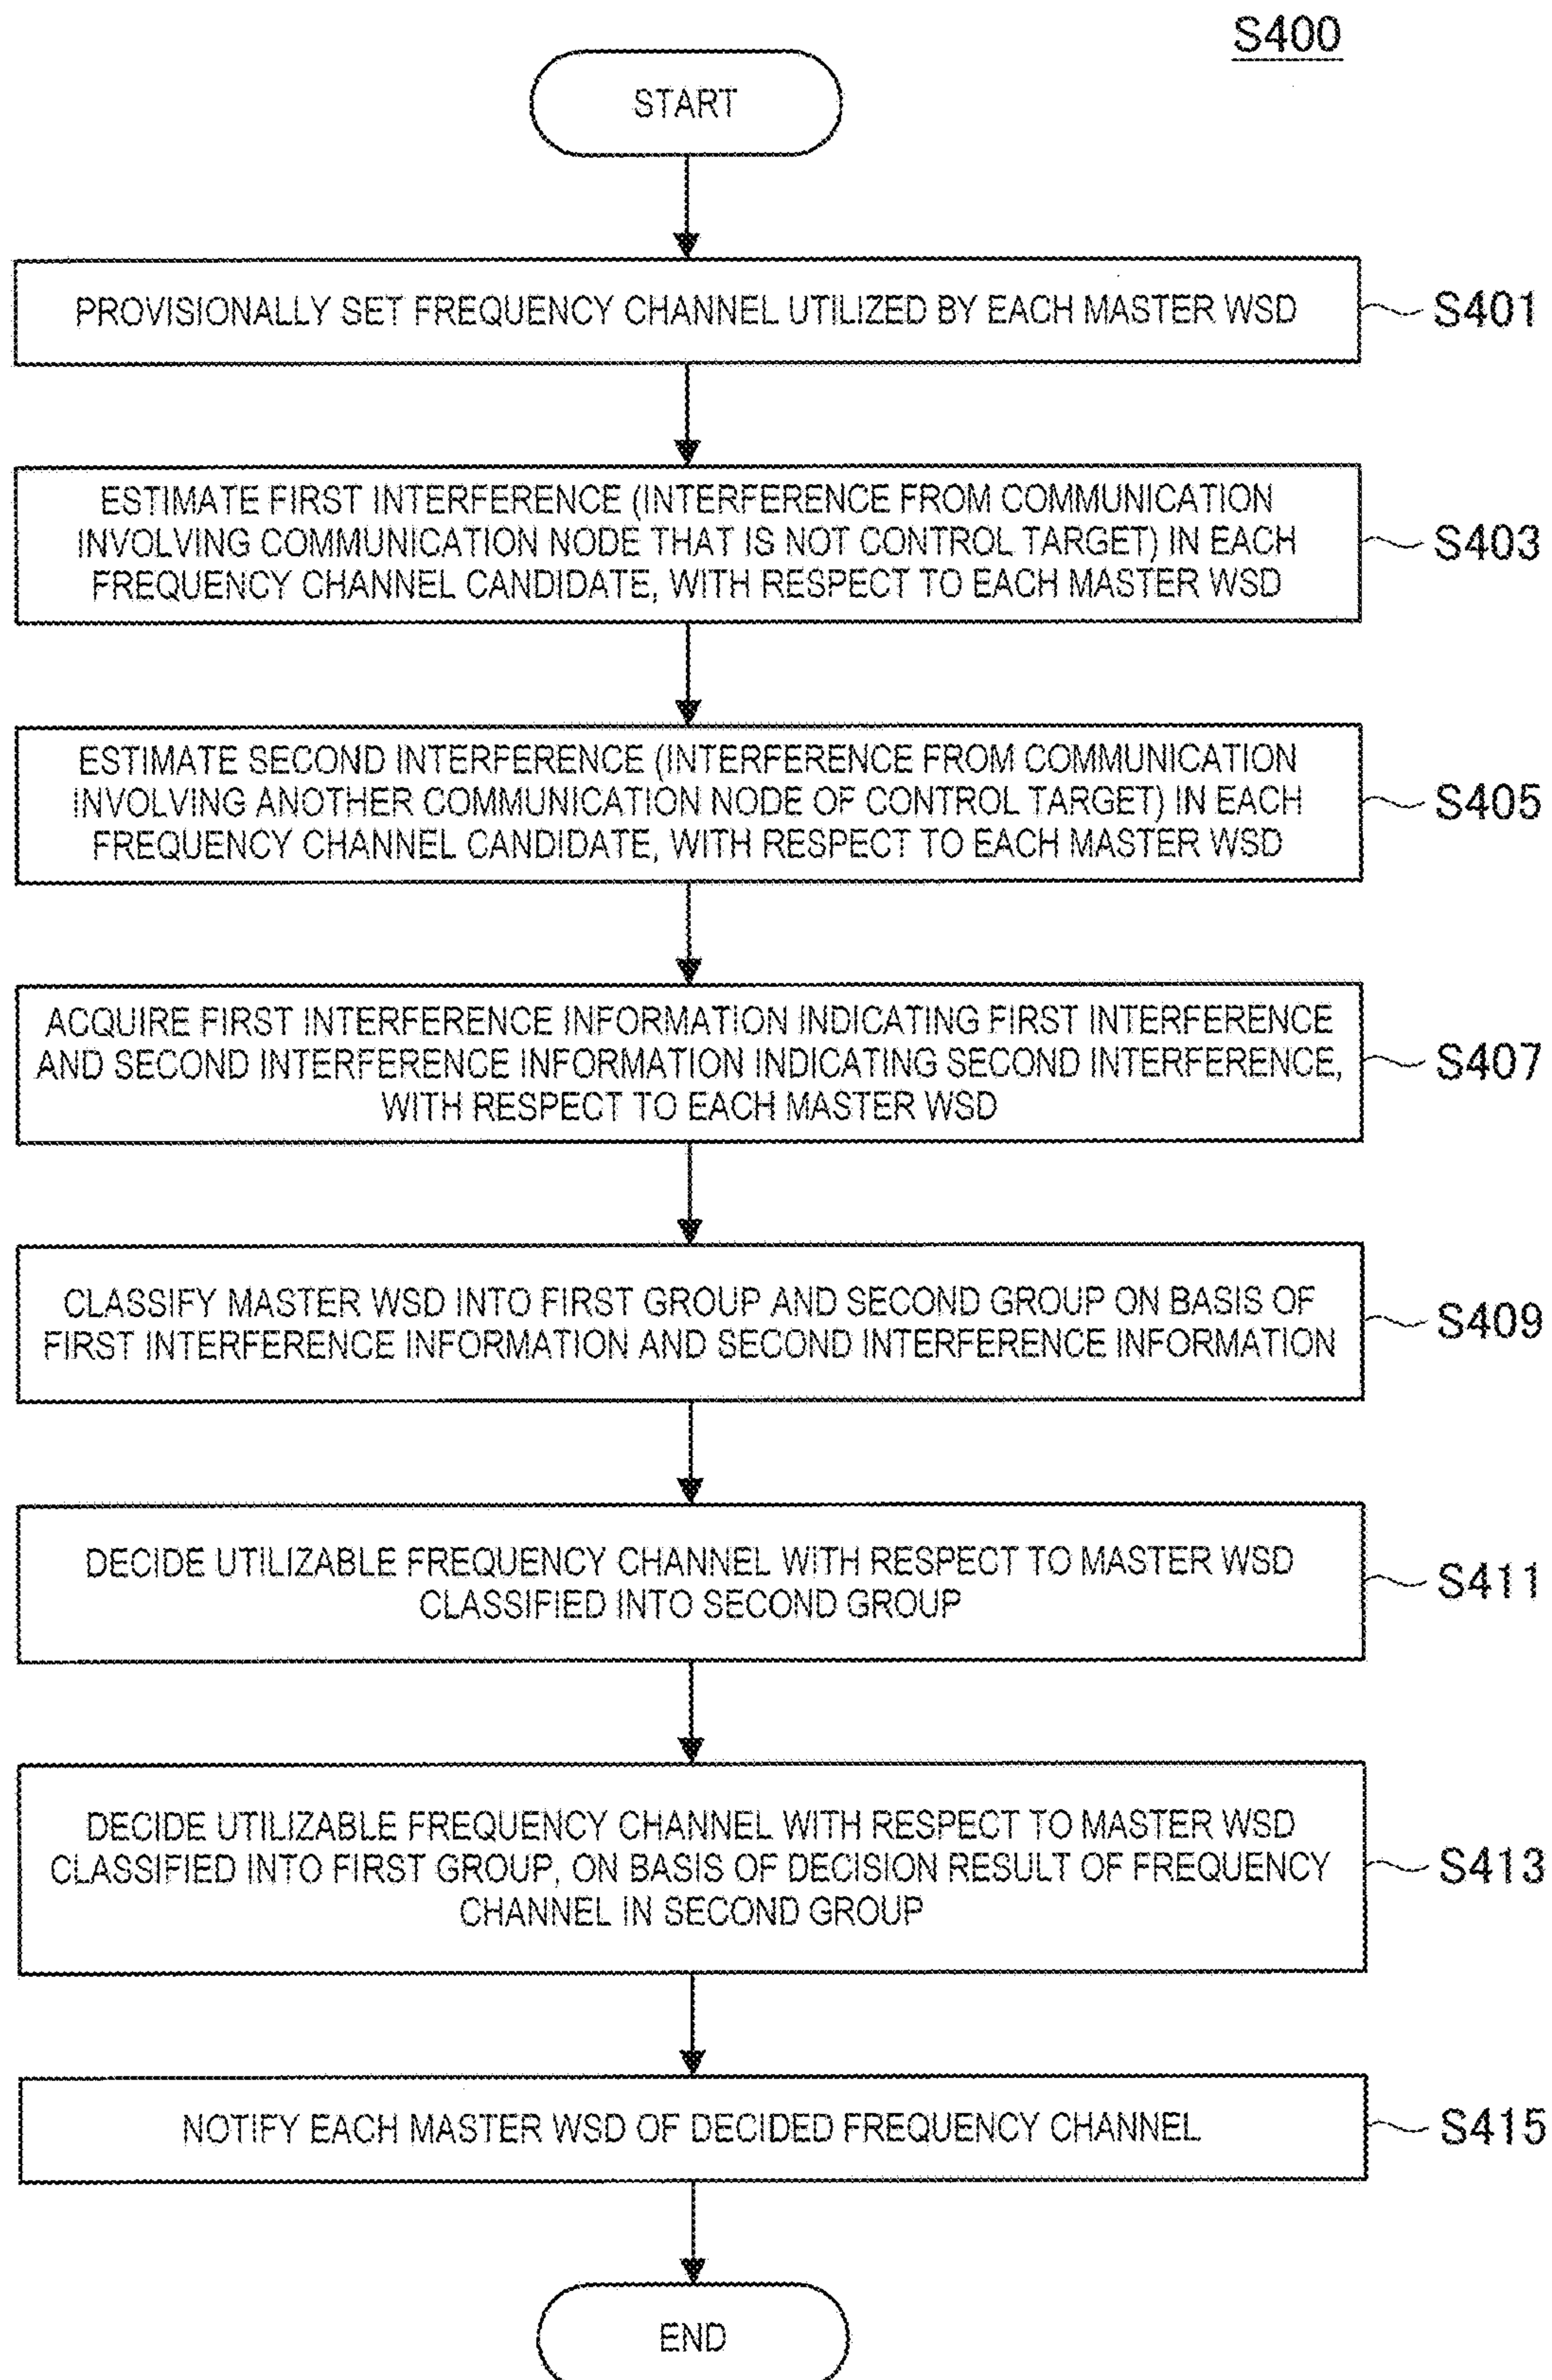 S400
START
PROVISIONALLY SET FREQUENCY CHANNEL UTILIZED BY EACH MASTER WSD
S401
ESTIMATE FIRST INTERFERENCE (INTERFERENCE FROM COMMUNICATION
INVOLVING COMMUNICATION NODE THAT IS NOT CONTROL TARGET) IN EACH
FREQUENCY CHANNEL CANDIDATE, WITH RESPECT TO EACH MASTER WSD
S403
ESTIMATE SECOND INTERFERENCE (INTERFERENCE FROM COMMUNICATION
INVOLVING ANOTHER COMMUNICATION NODE OF CONTROL TARGET) IN EACH
FREQUENCY CHANNEL CANDIDATE, WITH RESPECT TO EACH MASTER WSD
S405
ACQUIRE FIRST INTERFERENCE INFORMATION INDICATING FIRST INTERFERENCE
AND SECOND INTERFERENCE INFORMATION INDICATING SECOND INTERFERENCE,
WITH RESPECT TO EACH MASTER WSD
S407
CLASSIFY MASTER WSD INTO FIRST GROUP AND SECOND GROUP ON BASIS OF
FIRST INTERFERENCE INFORMATION AND SECOND INTERFERENCE INFORMATION
S409
DECIDE UTILIZABLE FREQUENCY CHANNEL WITH RESPECT TO MASTER WSD
CLASSIFIED INTO SECOND GROUP
S411
DECIDE UTILIZABLE FREQUENCY CHANNEL WITH RESPECT TO MASTER WSD
CLASSIFIED INTO FIRST GROUP, ON BASIS OF DECISION RESULT OF FREQUENCY
CHANNEL IN SECOND GROUP
S413
NOTIFY EACH MASTER WSD OF DECIDED FREQUENCY CHANNEL
S415
END